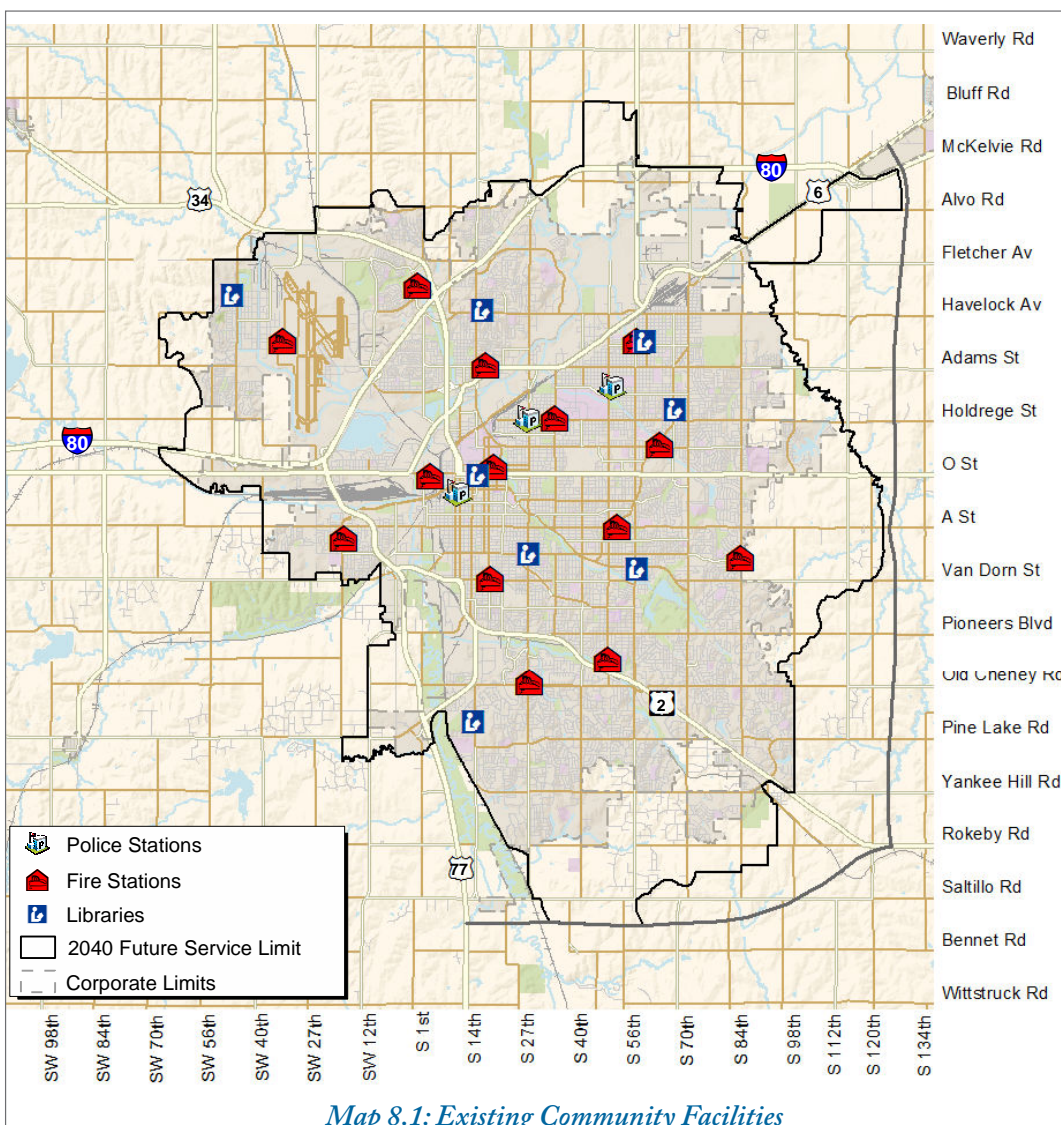 Waverly Rd
Bluff Rd
McKelvie Rd
80
6
34
Alvo Rd
Fletcher Av
Havelock Av
Adams St
P
Holdrege St
P
80
O St
P
A St
Van Dorn St
Pioneers Blvd
Old Cheney Rd
2
Pine Lake Rd
Yankee Hill Rd
Rokeby Rd
77
Saltillo Rd
Bennet Rd
Wittstruck Rd
Police Stations
Fire Stations
Libraries
2040 Future Service Limit
Corporate Limits
SW 98th
SW 84th
SW 70th
SW 56th
SW 40th
SW 27th
SW 12th
S 1st
S 14th
S 27th
S 40th
S 56th
S 70th
S 84th
S 98th
S 112th
S 120th
S 134th
Map 8.1: Existing Community Facilities